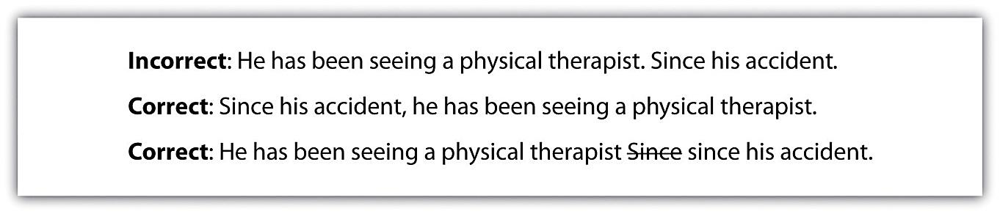 Incorrect: He has been seeing a physical therapist. Since his accident.
Correct: Since his accident, he has been seeing a physical therapist.
Correct: He has been seeing a physical therapist Since since his accident.